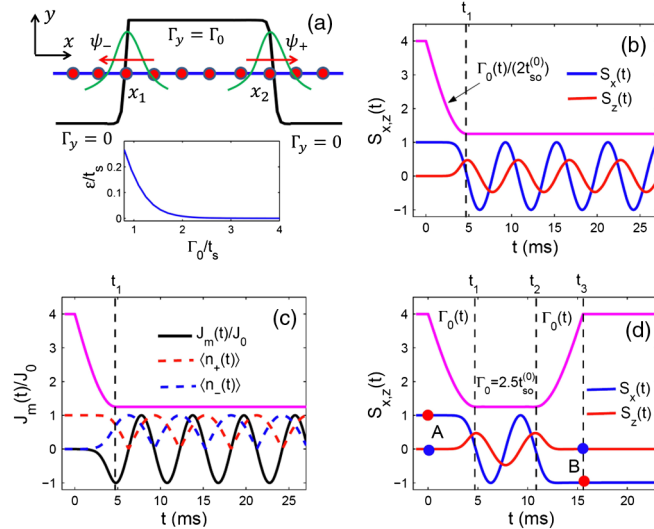 (a)
y
x
Γy = Γ0
ψ−
ψ+
x1
x2
Γy = 0
Γy = 0
ε/ts
0.2
0.1
0
1 2 3 4
Γ0/ts
t1
(b)
Γ0(t)/(2tso(0))
Sx(t)
Sz(t)
Sx,z(t)
4
3
2
1
0
−1
0 5 10 15 20 25
t (ms)
t1
(c)
Jm(t)/J0
⟨n+(t)⟩
⟨n−(t)⟩
Jm(t)/J0
4
3
2
1
0
−1
0 5 10 15 20 25
t (ms)
t1 t2 t3
(d)
Γ0(t)
Γ0(t)
Γ0=2.5tso(0)
Sx(t)
Sz(t)
A
B
Sx,z(t)
4
3
2
1
0
−1
0 5 10 15 20 25
t (ms)